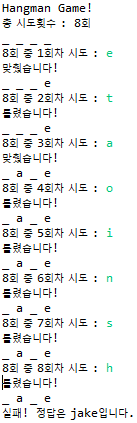 Hangman Game!
총 시도횟수 : 8회
_ _ _ _
8회 중 1회차 시도 : e
맞췄습니다!
_ _ _ e
8회 중 2회차 시도 : t
틀렸습니다!
_ _ _ e
8회 중 3회차 시도 : a
맞췄습니다!
_ a _ e
8회 중 4회차 시도 : o
틀렸습니다!
_ a _ e
8회 중 5회차 시도 : i
틀렸습니다!
_ a _ e
8회 중 6회차 시도 : n
틀렸습니다!
_ a _ e
8회 중 7회차 시도 : s
틀렸습니다!
_ a _ e
8회 중 8회차 시도 : h
틀렸습니다!
_ a _ e
실패! 정답은 jake입니다.